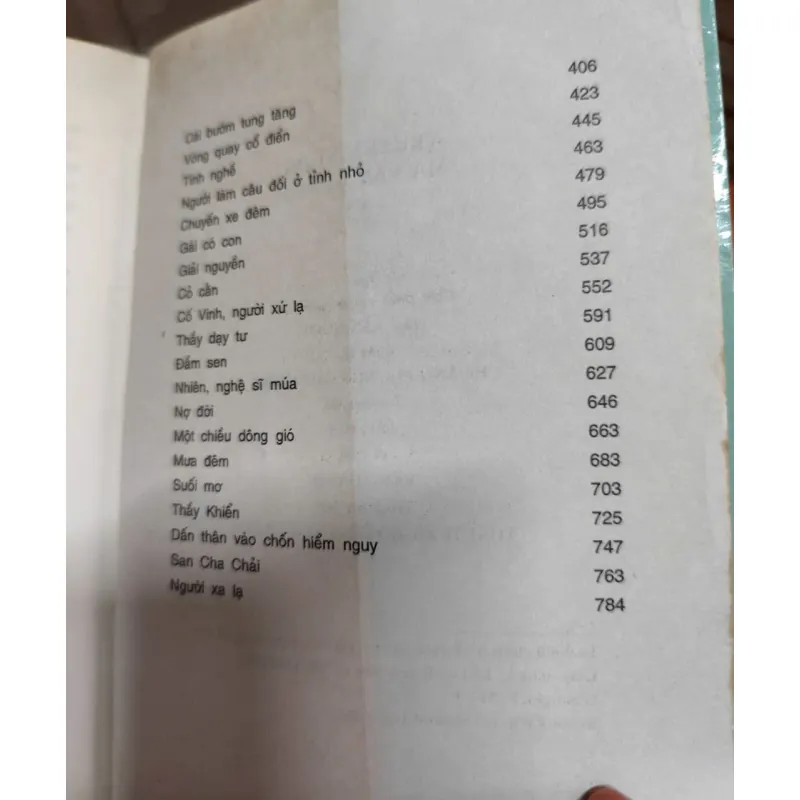 Cái bướm tung tăng 406
Vòng quay cổ điển 423
Tình nghề 445
Người làm câu đối ở tỉnh nhỏ 463
Chuyến xe đêm 479
Gái có con 495
Giải nguyền 516
Cỏ cằn 537
Cố Vinh, người xứ lạ 552
Thầy dạy tư 591
Đầm sen 609
Nhiên, nghệ sĩ múa 627
Nợ đời 646
Một chiều dông gió 663
Mưa đêm 683
Suối mơ 703
Thầy Khiển 725
Dấn thân vào chốn hiểm nguy 747
San Cha Chải 763
Người xa lạ 784